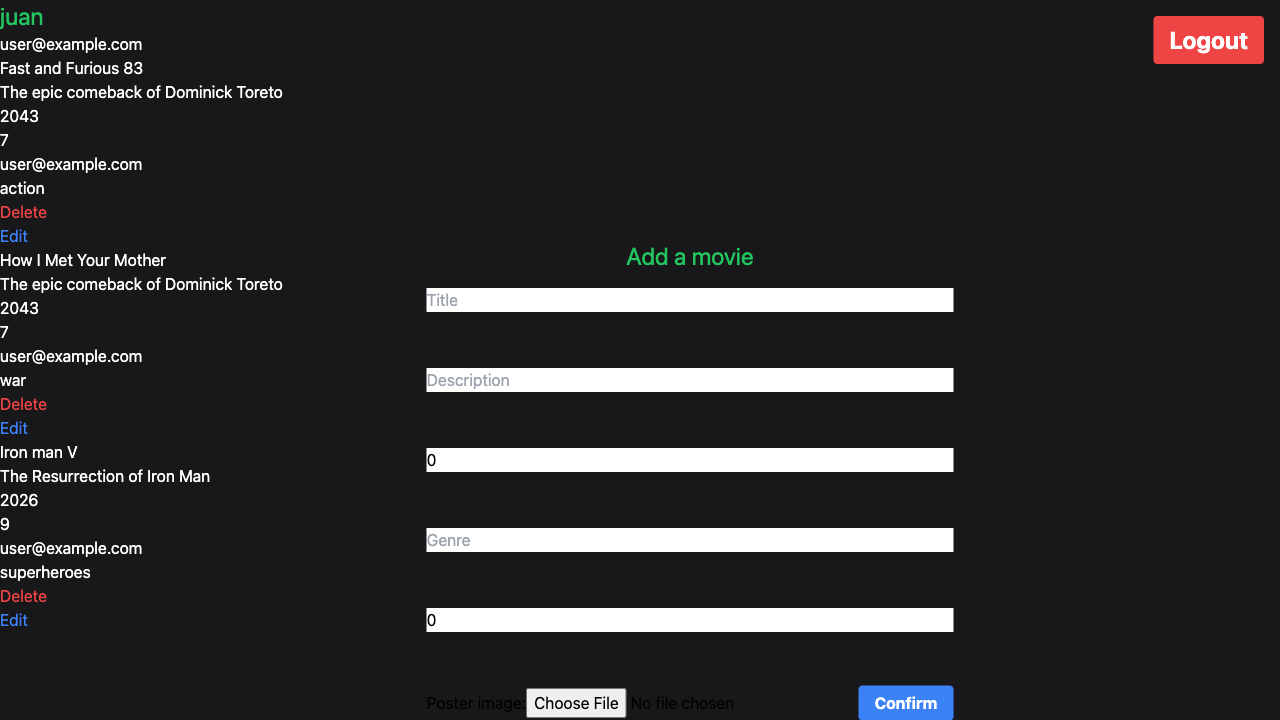 juan
user@example.com
Fast and Furious 83
The epic comeback of Dominick Toreto
2043
7
user@example.com
action
Delete
Edit
How I Met Your Mother
The epic comeback of Dominick Toreto
2043
7
user@example.com
war
Delete
Edit
Iron man V
The Resurrection of Iron Man
2026
9
user@example.com
superheroes
Delete
Edit
Logout
Add a movie
Title
Description
0
Genre
0
Poster image: Choose File No file chosen
Confirm